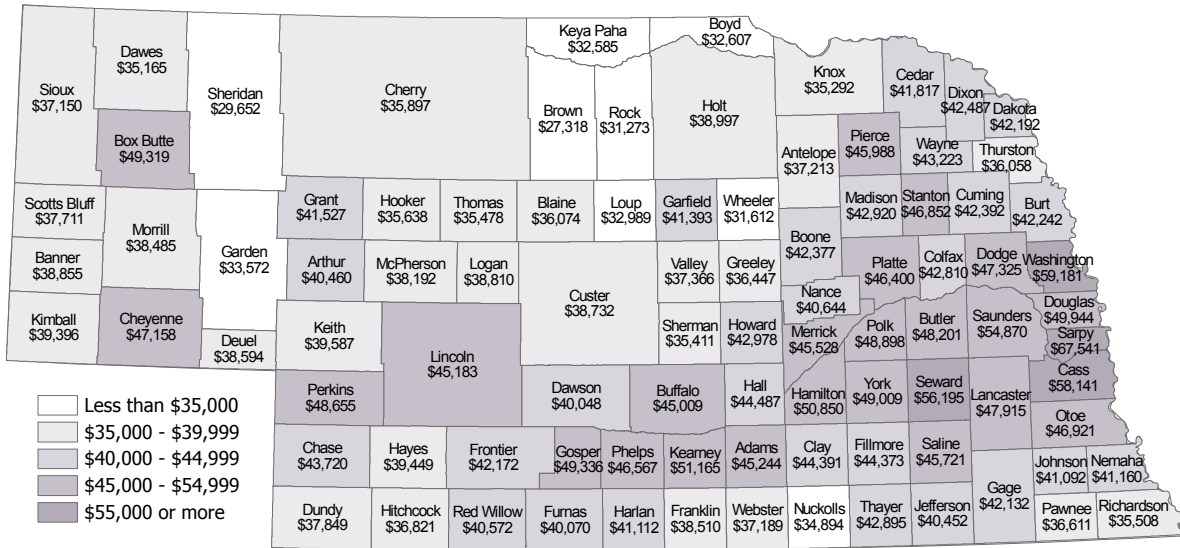 Keya Paha
$32,585
Boyd
$32,607
Dawes
$35,165
Sioux
$37,150
Sheridan
$29,652
Cherry
$35,897
Brown
$27,318
Rock
$31,273
Holt
$38,997
Knox
$35,292
Cedar
$41,817
Dixon
$42,487
Dakota
$42,192
Box Butte
$49,319
Antelope
$37,213
Pierce
$45,988
Wayne
$43,223
Thurston
$36,058
Scotts Bluff
$37,711
Morrill
$38,485
Garden
$33,572
Grant
$41,527
Hooker
$35,638
Thomas
$35,478
Blaine
$36,074
Loup
$32,989
Garfield
$41,393
Wheeler
$31,612
Madison
$42,920
Stanton
$46,852
Cuming
$42,392
Burt
$42,242
Banner
$38,855
Arthur
$40,460
McPherson
$38,192
Logan
$38,810
Custer
$38,732
Valley
$37,366
Greeley
$36,447
Boone
$42,377
Platte
$46,400
Colfax
$42,810
Dodge
$47,325
Washington
$59,181
Nance
$40,644
Kimball
$39,396
Cheyenne
$47,158
Deuel
$38,594
Keith
$39,587
Lincoln
$45,183
Sherman
$35,411
Howard
$42,978
Merrick
$45,528
Polk
$48,898
Butler
$48,201
Saunders
$54,870
Douglas
$49,944
Sarpy
$67,541
Perkins
$48,655
Dawson
$40,048
Buffalo
$45,009
Hall
$44,487
Hamilton
$50,850
York
$49,009
Seward
$56,195
Lancaster
$47,915
Cass
$58,141
Otoe
$46,921
Chase
$43,720
Hayes
$39,449
Frontier
$42,172
Gosper
$49,336
Phelps
$46,567
Kearney
$51,165
Adams
$45,244
Clay
$44,391
Fillmore
$44,373
Saline
$45,721
Gage
$42,132
Johnson
$41,092
Nemaha
$41,160
Dundy
$37,849
Hitchcock
$36,821
Red Willow
$40,572
Furnas
$40,070
Harlan
$41,112
Franklin
$38,510
Webster
$37,189
Nuckolls
$34,894
Thayer
$42,895
Jefferson
$40,452
Pawnee
$36,611
Richardson
$35,508
Less than $35,000
$35,000 - $39,999
$40,000 - $44,999
$45,000 - $54,999
$55,000 or more